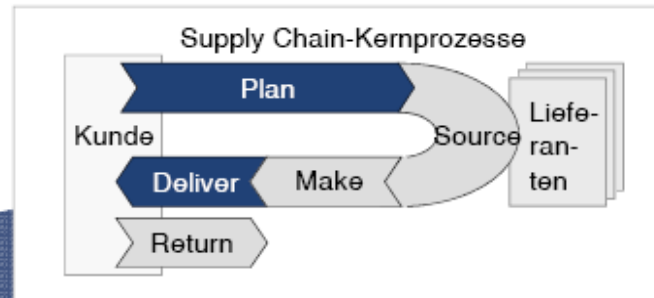 Supply Chain-Kernprozesse
Plan
Kunde
Source
Liefe-
ran-
ten
Deliver
Make
Return